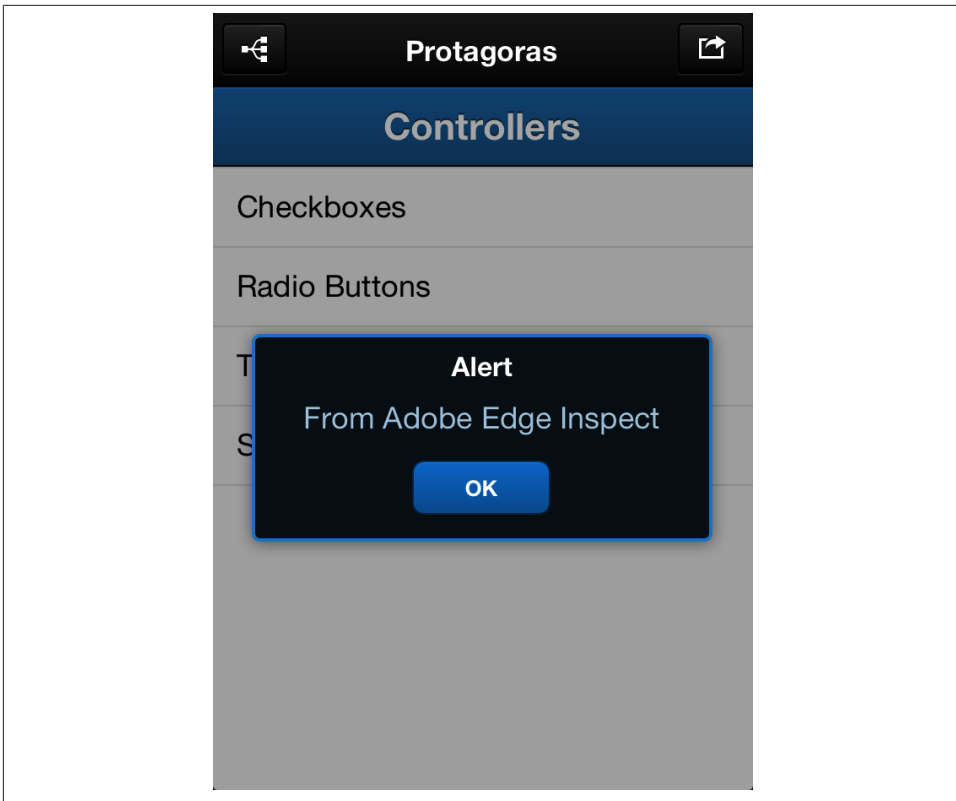 Protagoras
Controllers
Checkboxes
Radio Buttons
T
S
Alert
From Adobe Edge Inspect
OK